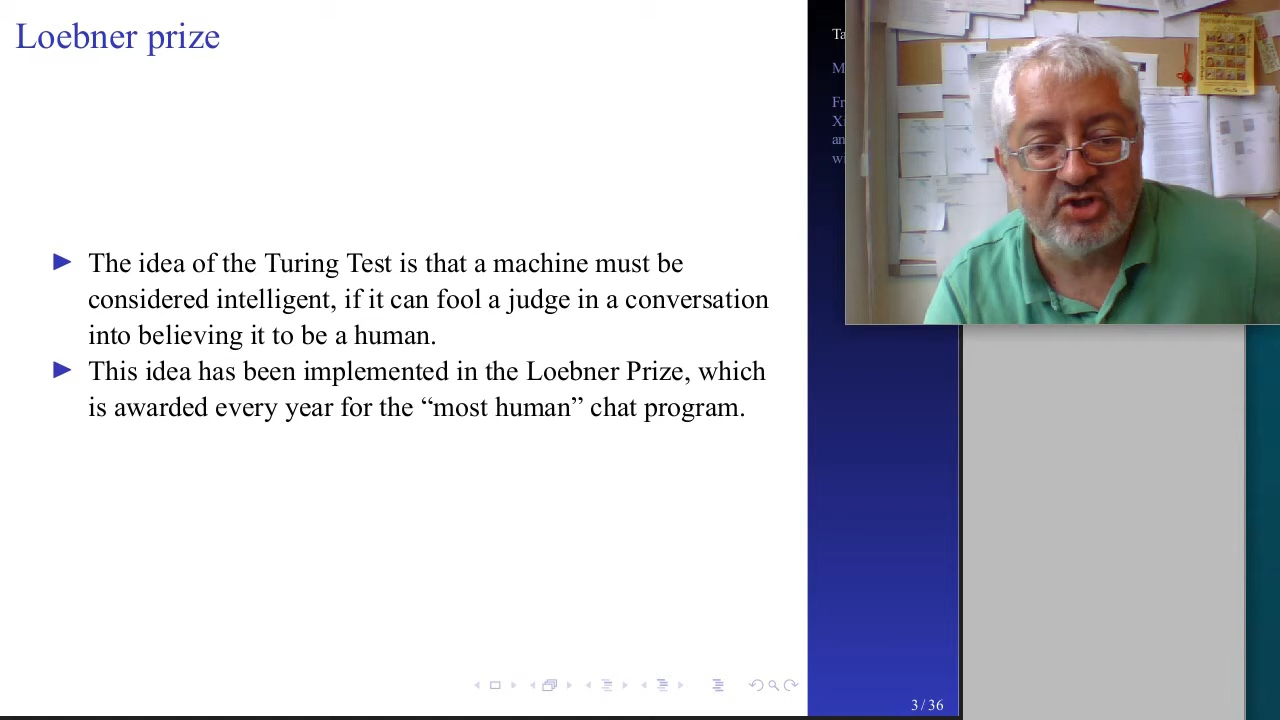 Loebner prize
The idea of the Turing Test is that a machine must be
considered intelligent, if it can fool a judge in a conversation
into believing it to be a human.
This idea has been implemented in the Loebner Prize, which
is awarded every year for the “most human” chat program.
3 / 36